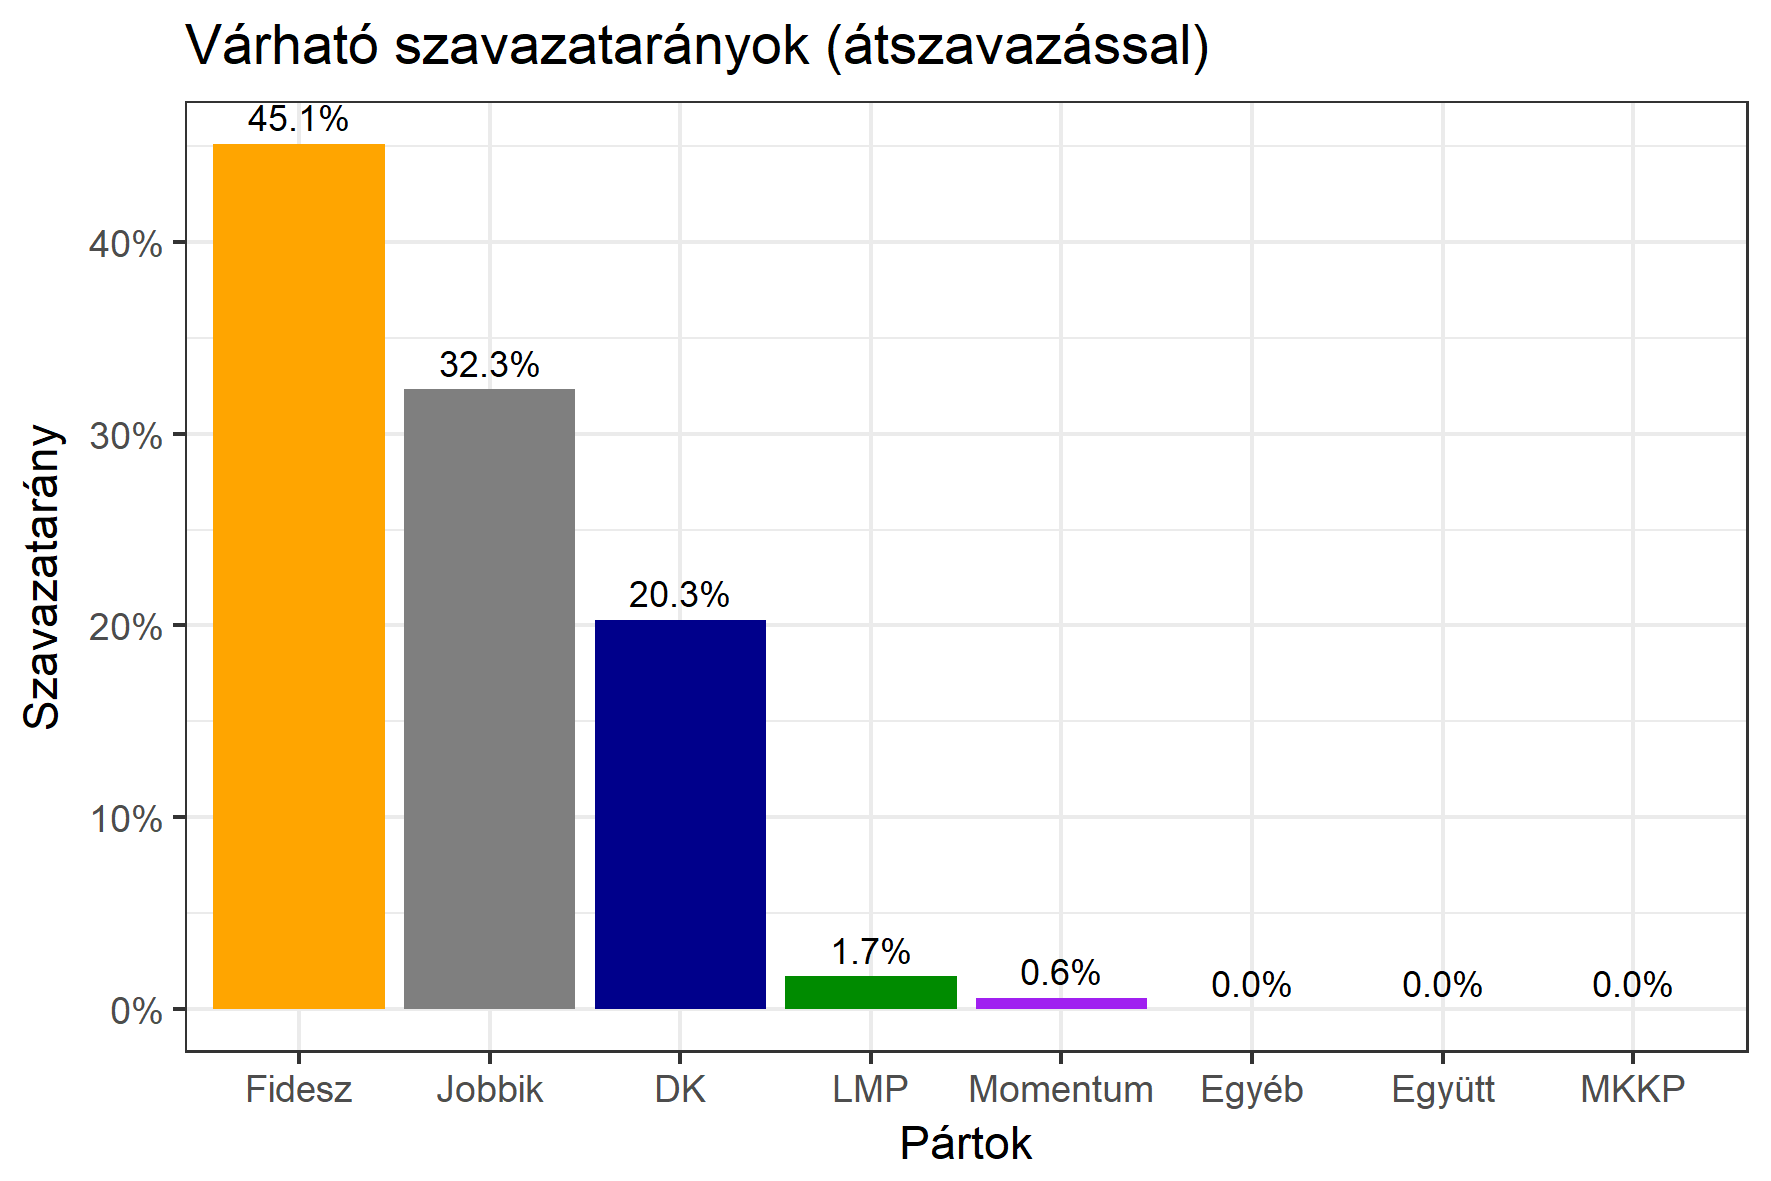 Várható szavazatarányok (átszavazással)
Szavazatarány
40%
30%
20%
10%
0%
45.1%
32.3%
20.3%
1.7%
0.6%
0.0%
0.0%
0.0%
Fidesz
Jobbik
DK
LMP
Momentum
Egyéb
Együtt
MKKP
Pártok